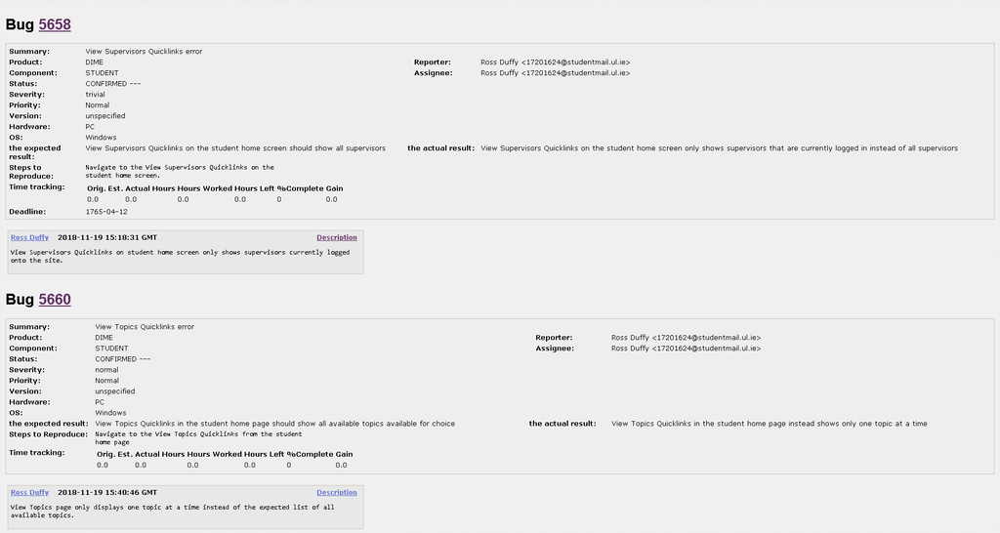 Bug 5658
Summary: View Supervisors Quicklinks error
Product: DIME
Reporter: Ross Duffy <17201624@studentmail.ul.ie>
Component: STUDENT
Assignee: Ross Duffy <17201624@studentmail.ul.ie>
Status: CONFIRMED ---
Severity: trivial
Priority: Normal
Version: unspecified
Hardware: PC
OS: Windows
the expected result: View Supervisors Quicklinks on the student home screen should show all supervisors
the actual result: View Supervisors Quicklinks on the student home screen only shows supervisors that are currently logged in instead of all supervisors
Steps to Reproduce: Navigate to the View Supervisors Quicklinks on the
student home screen.
Time tracking: Orig. Est. Actual Hours Hours Worked Hours Left %Complete Gain
0.0 0.0 0.0 0.0 0 0.0
Deadline: 1765-04-12
Ross Duffy 2018-11-19 15:18:31 GMT Description
View Supervisors Quicklinks on student home screen only shows supervisors currently logged
onto the site.
Bug 5660
Summary: View Topics Quicklinks error
Product: DIME
Reporter: Ross Duffy <17201624@studentmail.ul.ie>
Component: STUDENT
Assignee: Ross Duffy <17201624@studentmail.ul.ie>
Status: CONFIRMED ---
Severity: normal
Priority: Normal
Version: unspecified
Hardware: PC
OS: Windows
the expected result: View Topics Quicklinks in the student home page should show all available topics available for choice
the actual result: View Topics Quicklinks in the student home page instead shows only one topic at a time
Steps to Reproduce: Navigate to the View Topics Quicklinks from the student
home page
Time tracking: Orig. Est. Actual Hours Hours Worked Hours Left %Complete Gain
0.0 0.0 0.0 0.0 0 0.0
Ross Duffy 2018-11-19 15:40:46 GMT Description
View Topics page only displays one topic at a time instead of the expected list of all
available topics.